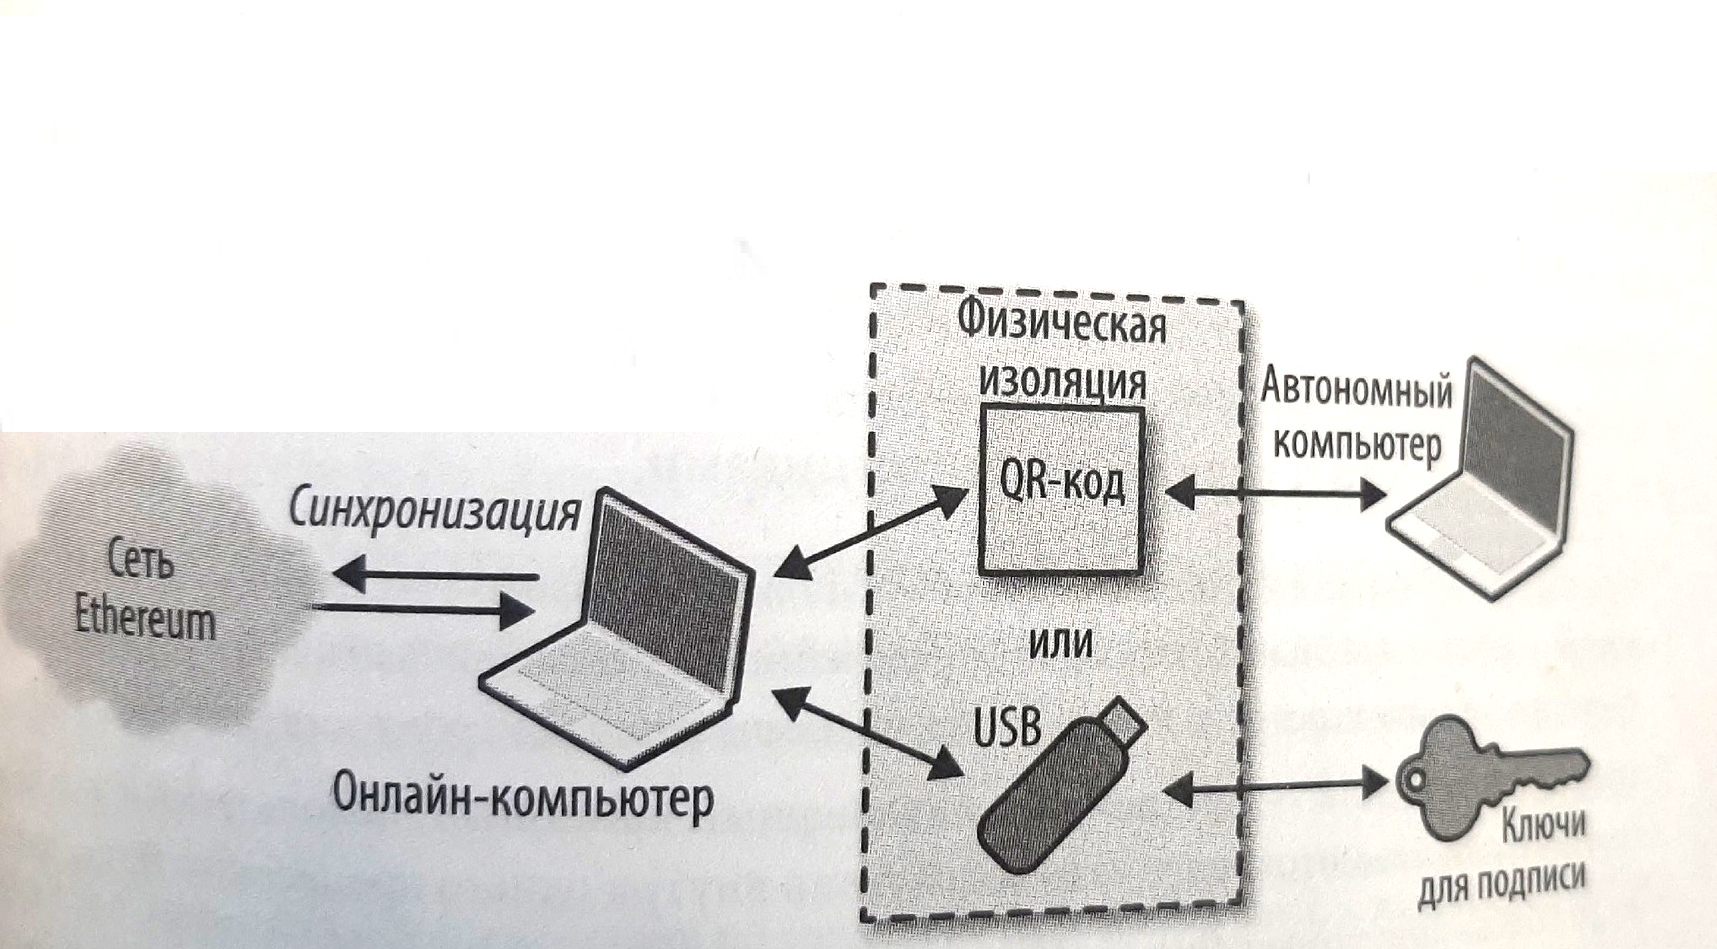 Физическая
изоляция
Автономный
компьютер
QR-код
Синхронизация
Сеть
Ethereum
или
USB
Онлайн-компьютер
Ключи
для подписи